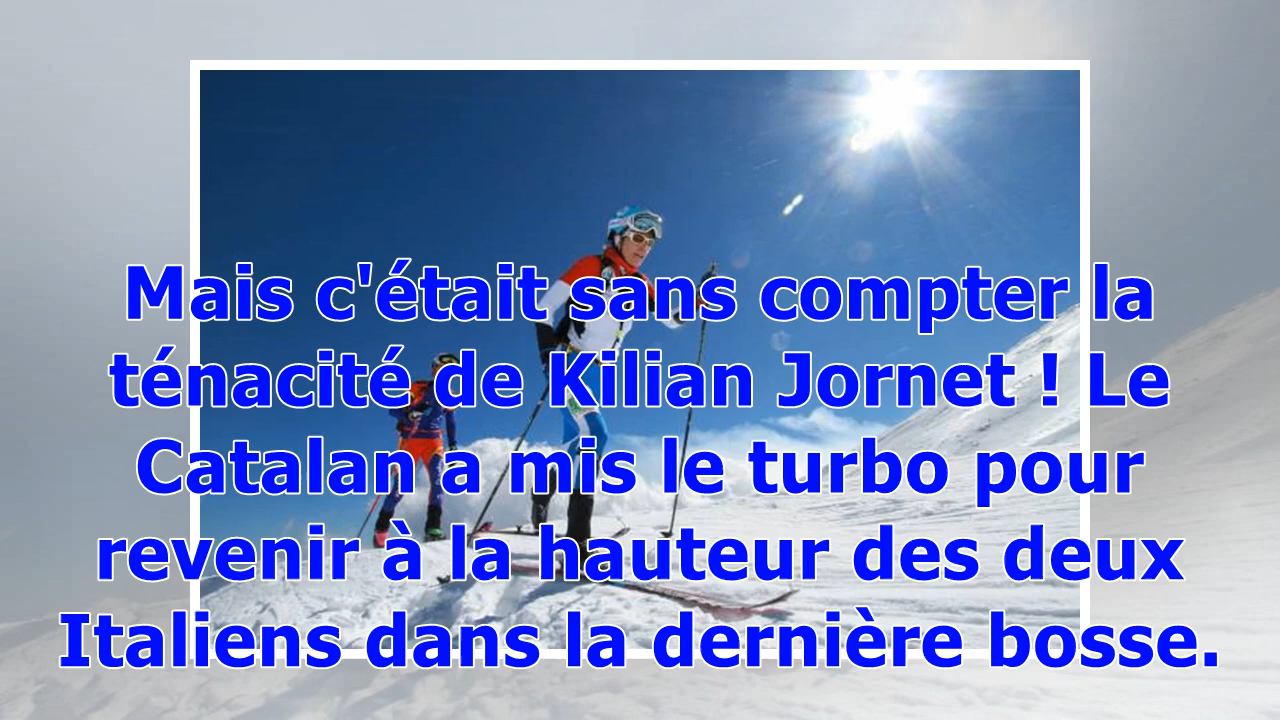 Mais c'était sans compter la
ténacité de Kilian Jornet ! Le
Catalan a mis le turbo pour
revenir à la hauteur des deux
Italiens dans la dernière bosse.